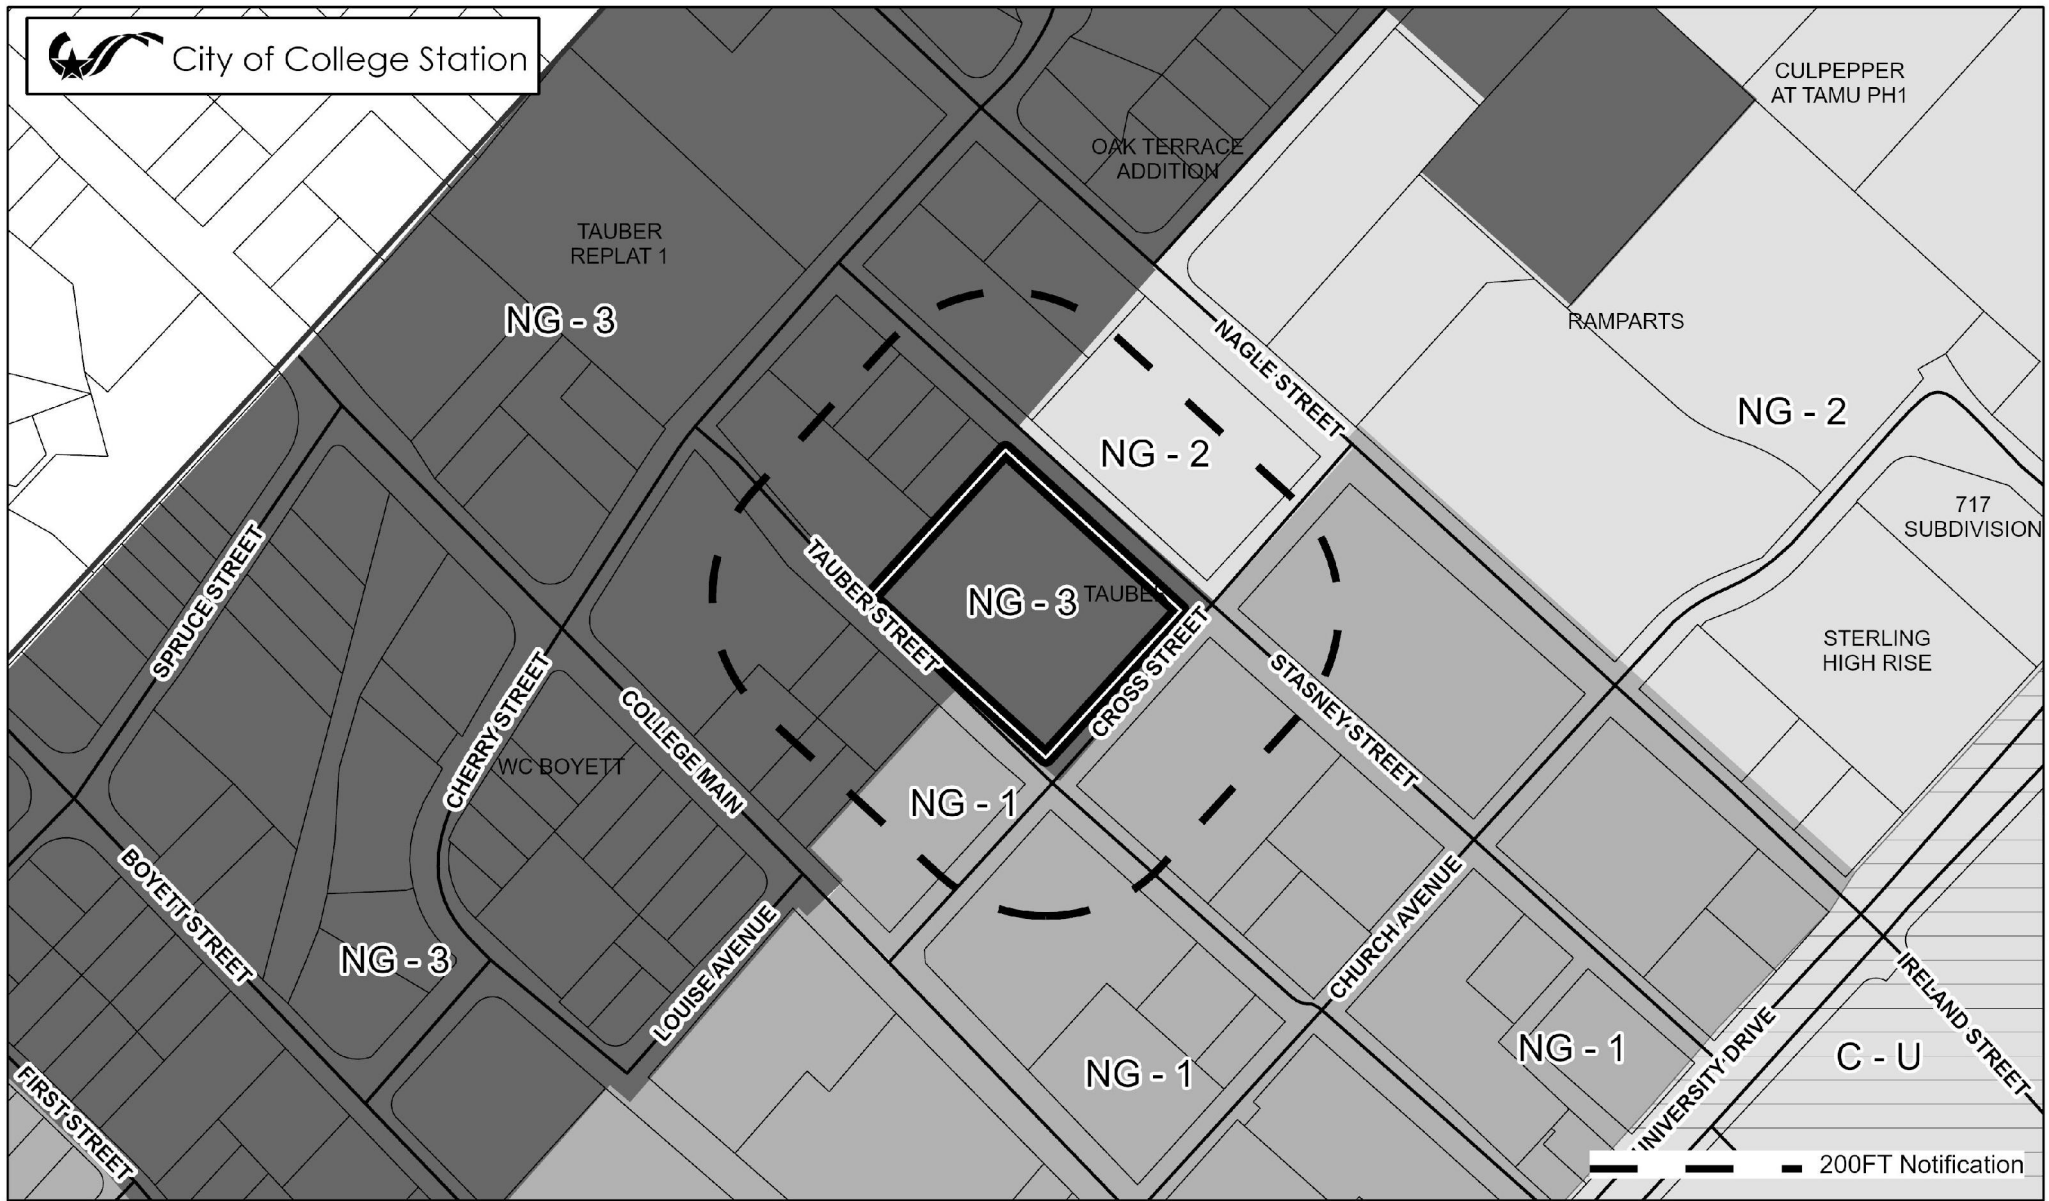 City of College Station
CULPEPPER
AT TAMU PH1
OAK TERRACE
ADDITION
TAUBER
REPLAT 1
NG - 3
RAMPARTS
NAGLE STREET
NG - 2
NG - 2
717
SUBDIVISION
SPRUCE STREET
TAUBER STREET
NG - 3
TAUBE
CROSS STREET
STASNEY STREET
STERLING
HIGH RISE
CHERRY STREET
COLLEGE MAIN
WC BOYETT
NG - 1
BOYETT STREET
NG - 3
LOUISE AVENUE
CHURCH AVENUE
IRELAND STREET
NG - 1
NG - 1
UNIVERSITY DRIVE
C - U
FIRST STREET
200FT Notification